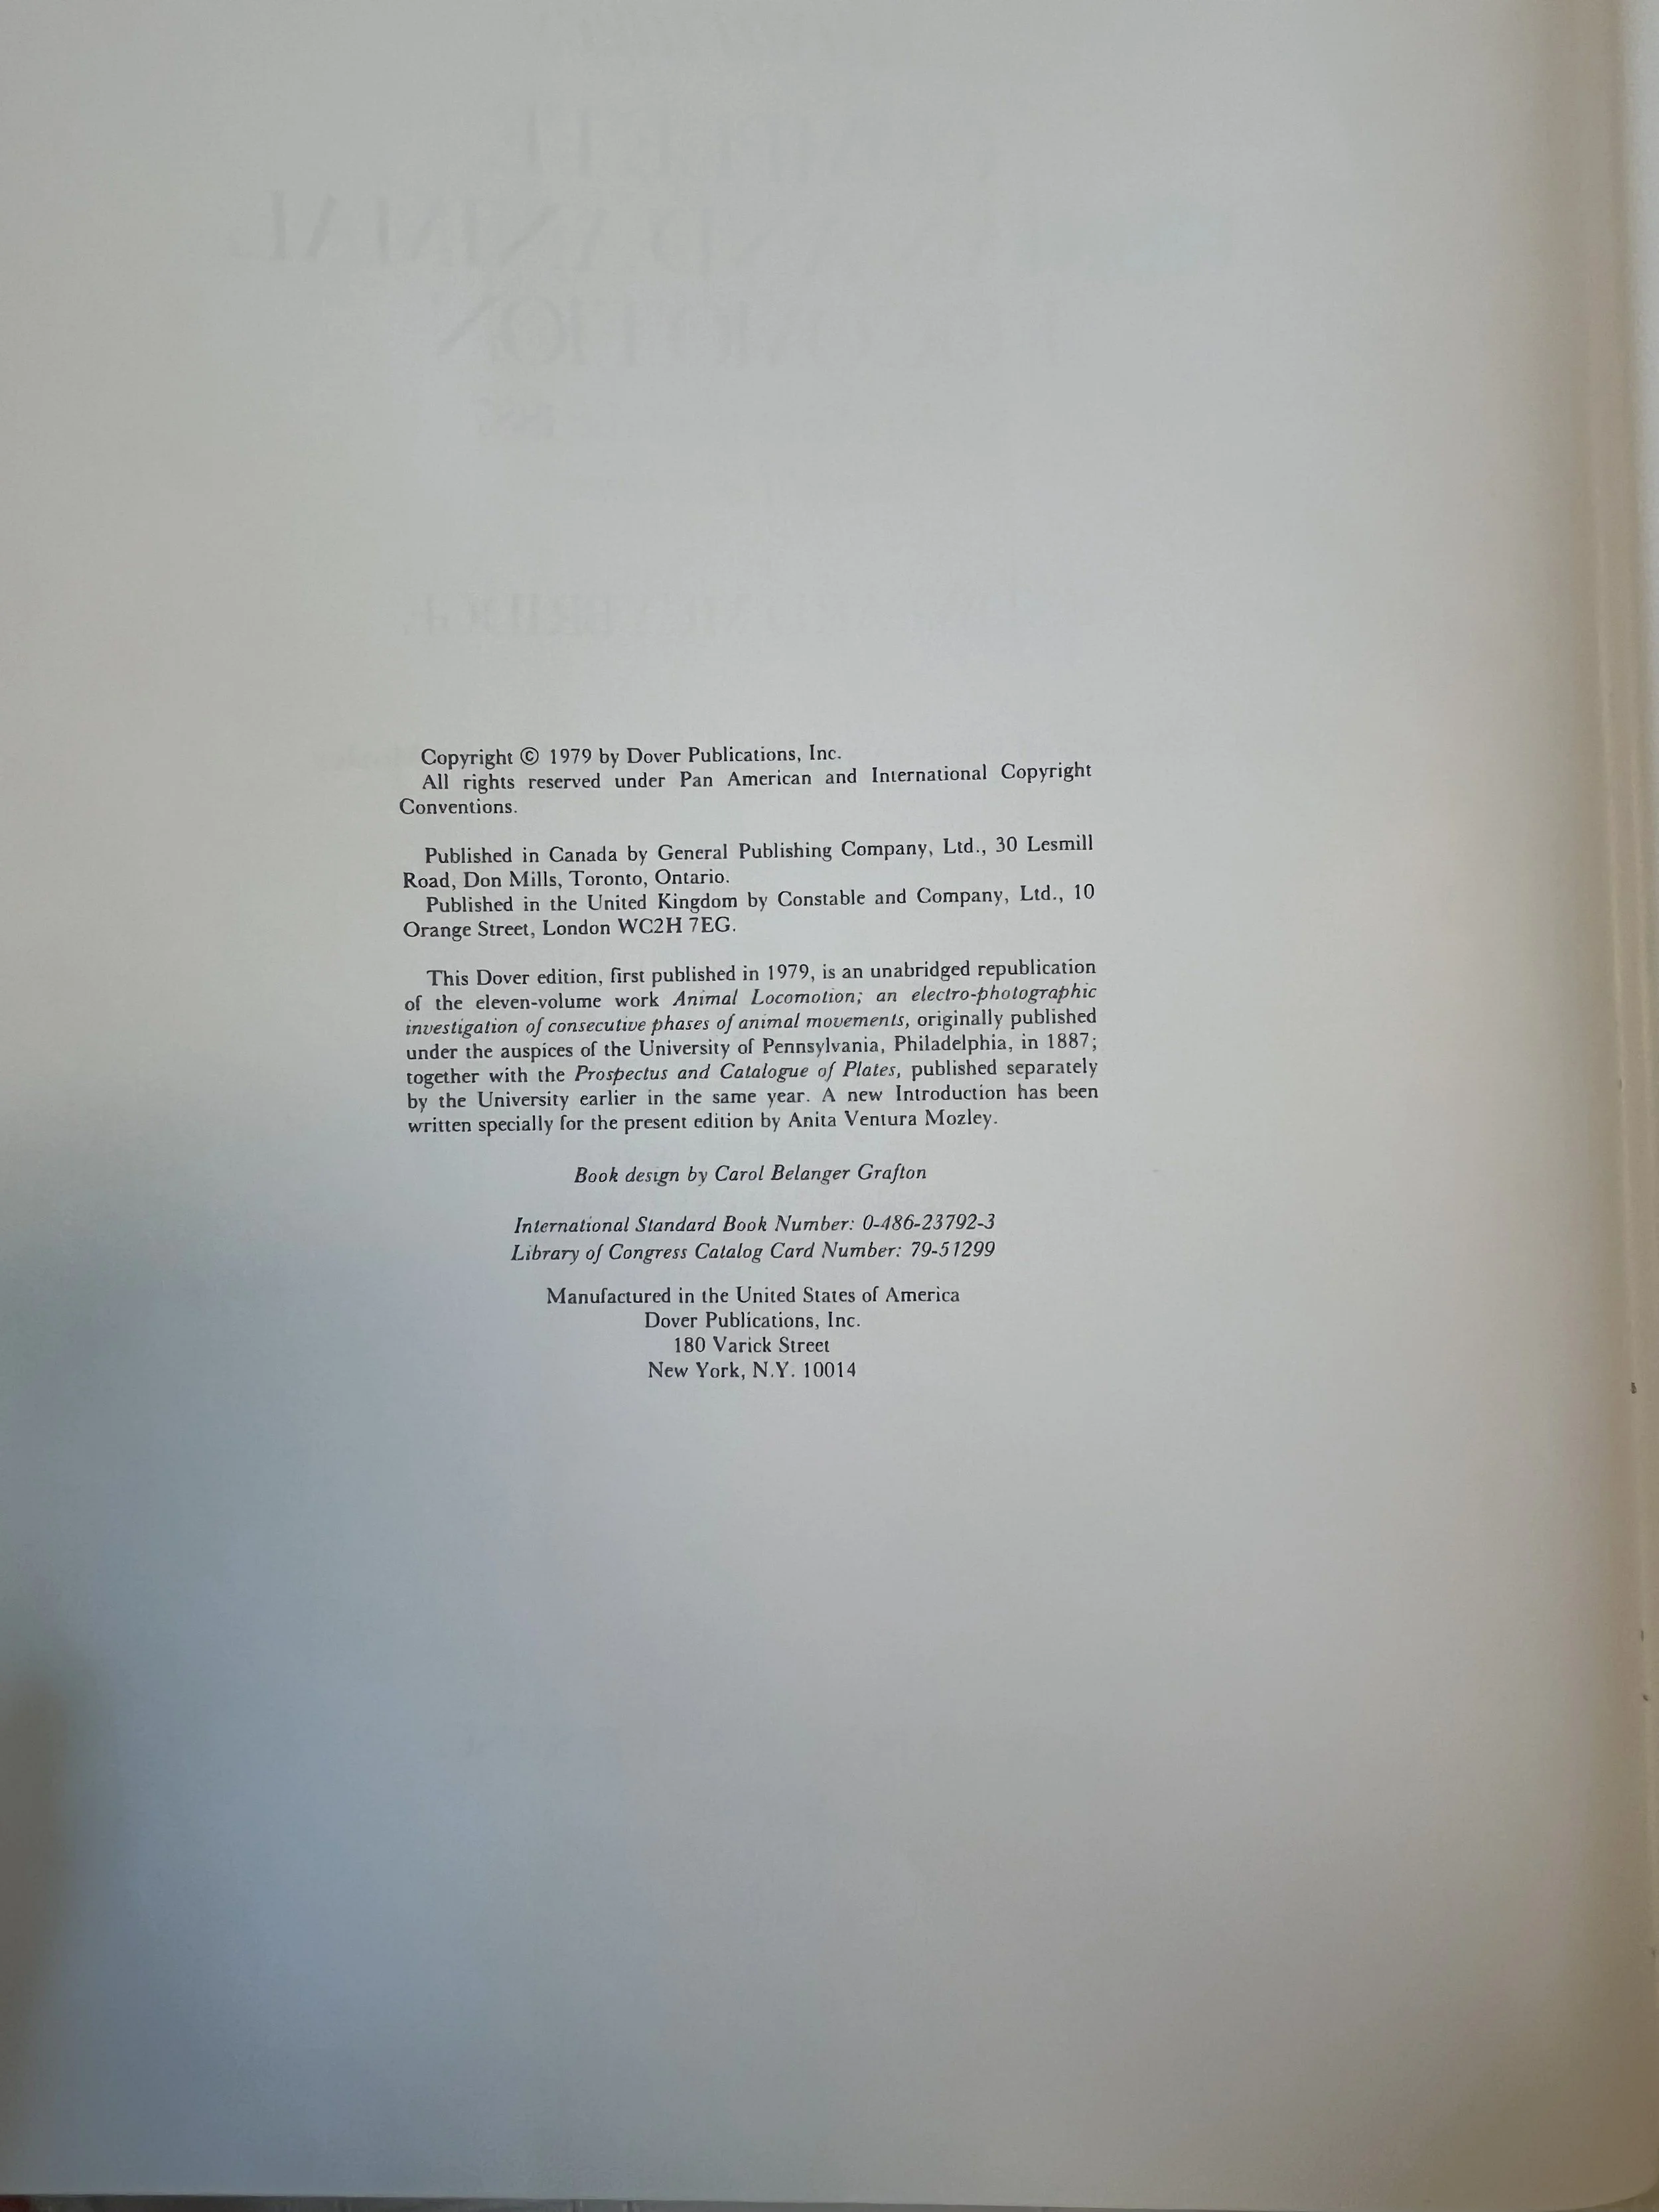 Copyright © 1979 by Dover Publications, Inc.
All rights reserved under Pan American and International Copyright
Conventions.
Published in Canada by General Publishing Company, Ltd., 30 Lesmill
Road, Don Mills, Toronto, Ontario.
Published in the United Kingdom by Constable and Company, Ltd., 10
Orange Street, London WC2H 7EG.
This Dover edition, first published in 1979, is an unabridged republication
of the eleven-volume work Animal Locomotion; an electro-photographic
investigation of consecutive phases of animal movements, originally published
under the auspices of the University of Pennsylvania, Philadelphia, in 1887;
together with the Prospectus and Catalogue of Plates, published separately
by the University earlier in the same year. A new Introduction has been
written specially for the present edition by Anita Ventura Mozley.
Book design by Carol Belanger Grafton
International Standard Book Number: 0-486-23792-3
Library of Congress Catalog Card Number: 79-51299
Manufactured in the United States of America
Dover Publications, Inc.
180 Varick Street
New York, N.Y. 10014